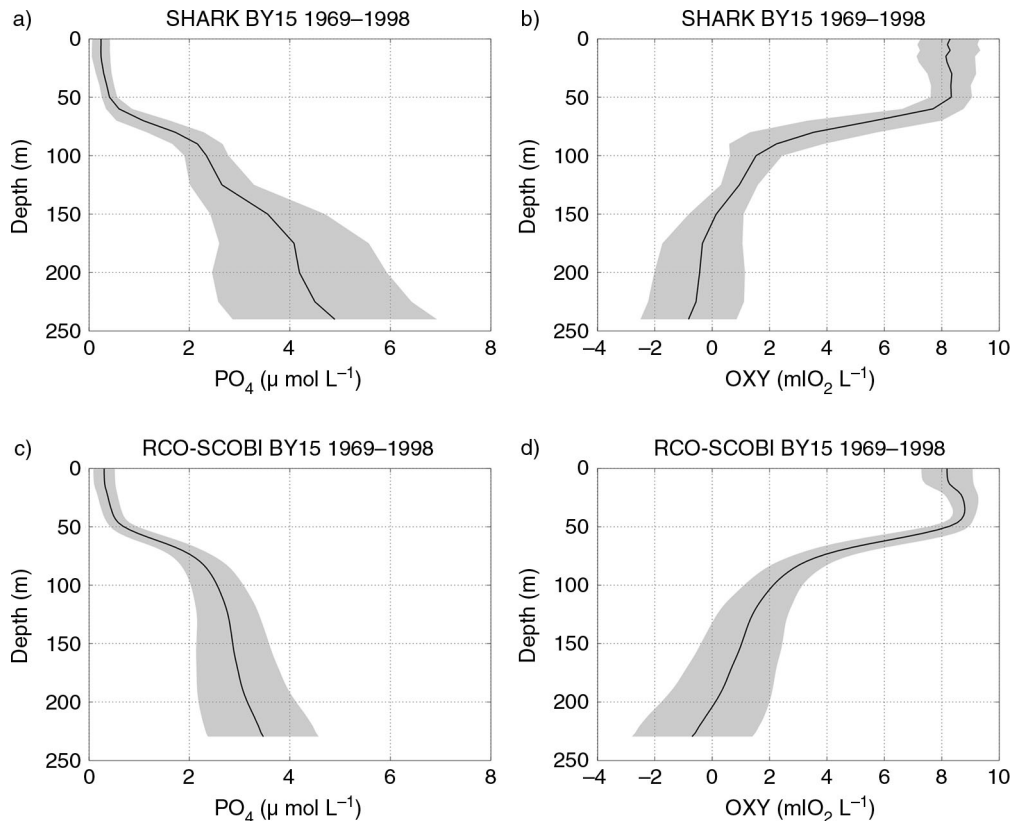 a) SHARK BY15 1969–1998
0
50
100
150
200
250
Depth (m)
0 2 4 6 8
PO4 (µ mol L–1)
b) SHARK BY15 1969–1998
0
50
100
150
200
250
Depth (m)
–4 –2 0 2 4 6 8 10
OXY (mlO2 L–1)
c) RCO-SCOBI BY15 1969–1998
0
50
100
150
200
250
Depth (m)
0 2 4 6 8
PO4 (µ mol L–1)
d) RCO-SCOBI BY15 1969–1998
0
50
100
150
200
250
Depth (m)
–4 –2 0 2 4 6 8 10
OXY (mlO2 L–1)